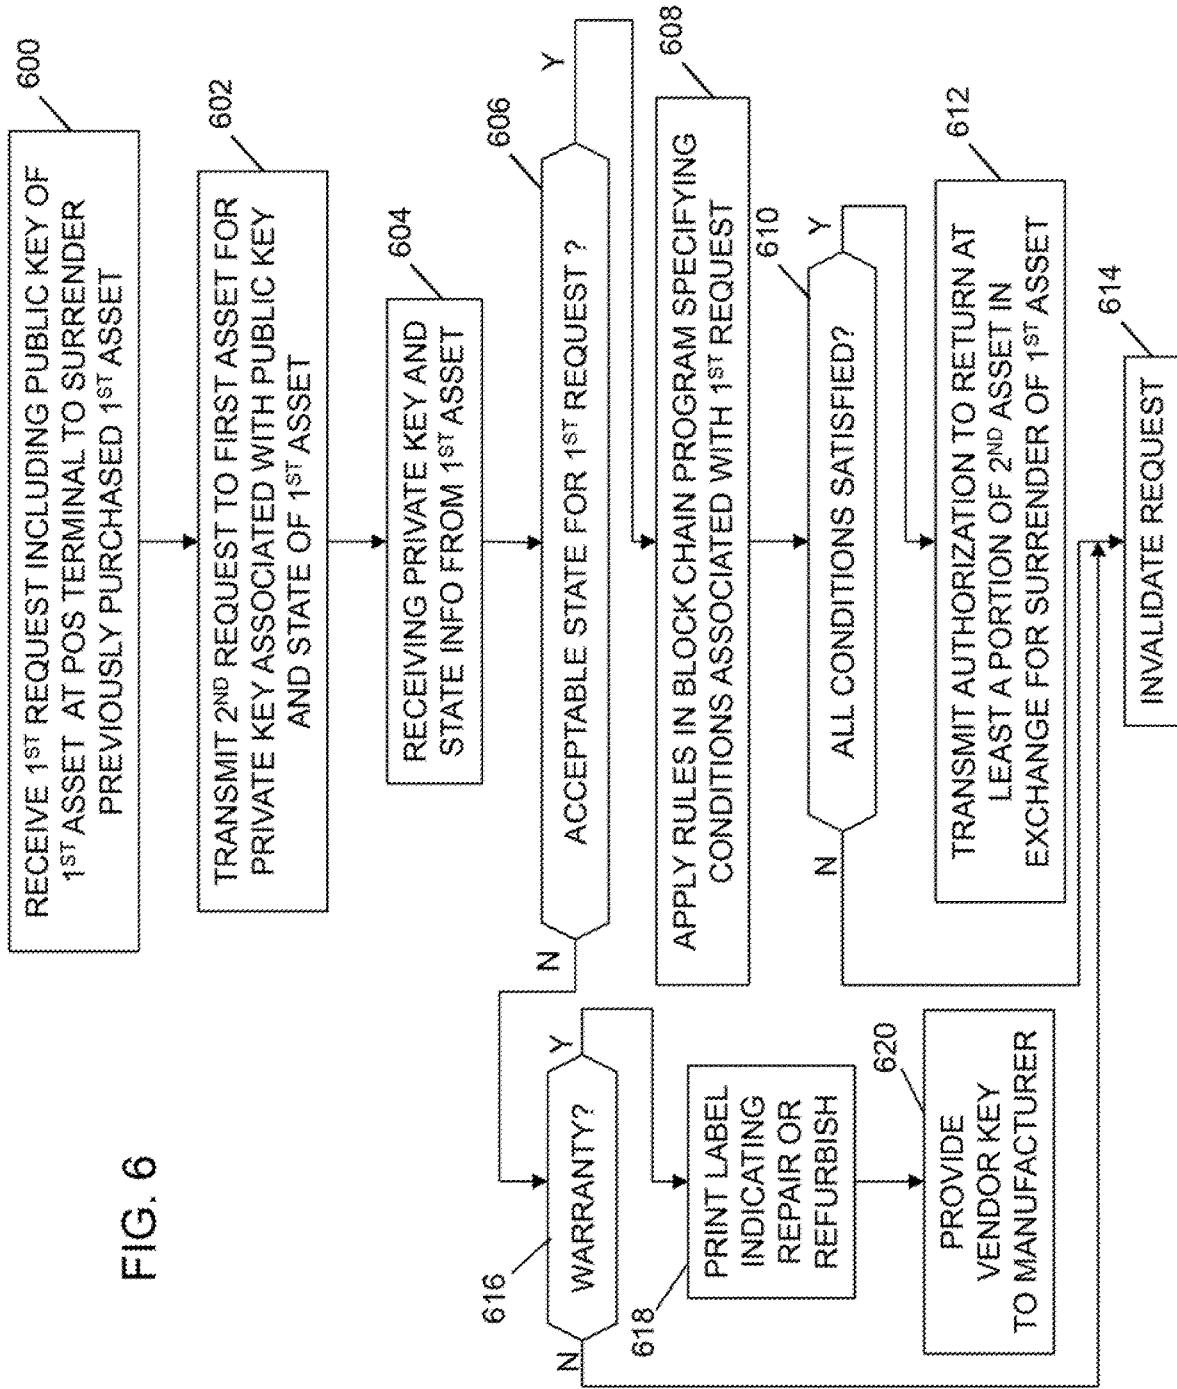 600
RECEIVE 1ST REQUEST INCLUDING PUBLIC KEY OF
1ST ASSET AT POS TERMINAL TO SURRENDER
PREVIOUSLY PURCHASED 1ST ASSET
602
TRANSMIT 2ND REQUEST TO FIRST ASSET FOR
PRIVATE KEY ASSOCIATED WITH PUBLIC KEY
AND STATE OF 1ST ASSET
604
RECEIVING PRIVATE KEY AND
STATE INFO FROM 1ST ASSET
606
ACCEPTABLE STATE FOR 1ST REQUEST ?
Y
N
608
APPLY RULES IN BLOCK CHAIN PROGRAM SPECIFYING
CONDITIONS ASSOCIATED WITH 1ST REQUEST
610
ALL CONDITIONS SATISFIED?
Y
N
612
TRANSMIT AUTHORIZATION TO RETURN AT
LEAST A PORTION OF 2ND ASSET IN
EXCHANGE FOR SURRENDER OF 1ST ASSET
614
INVALIDATE REQUEST
616
WARRANTY?
Y
N
618
PRINT LABEL
INDICATING
REPAIR OR
REFURBISH
620
PROVIDE
VENDOR KEY
TO MANUFACTURER
FIG. 6